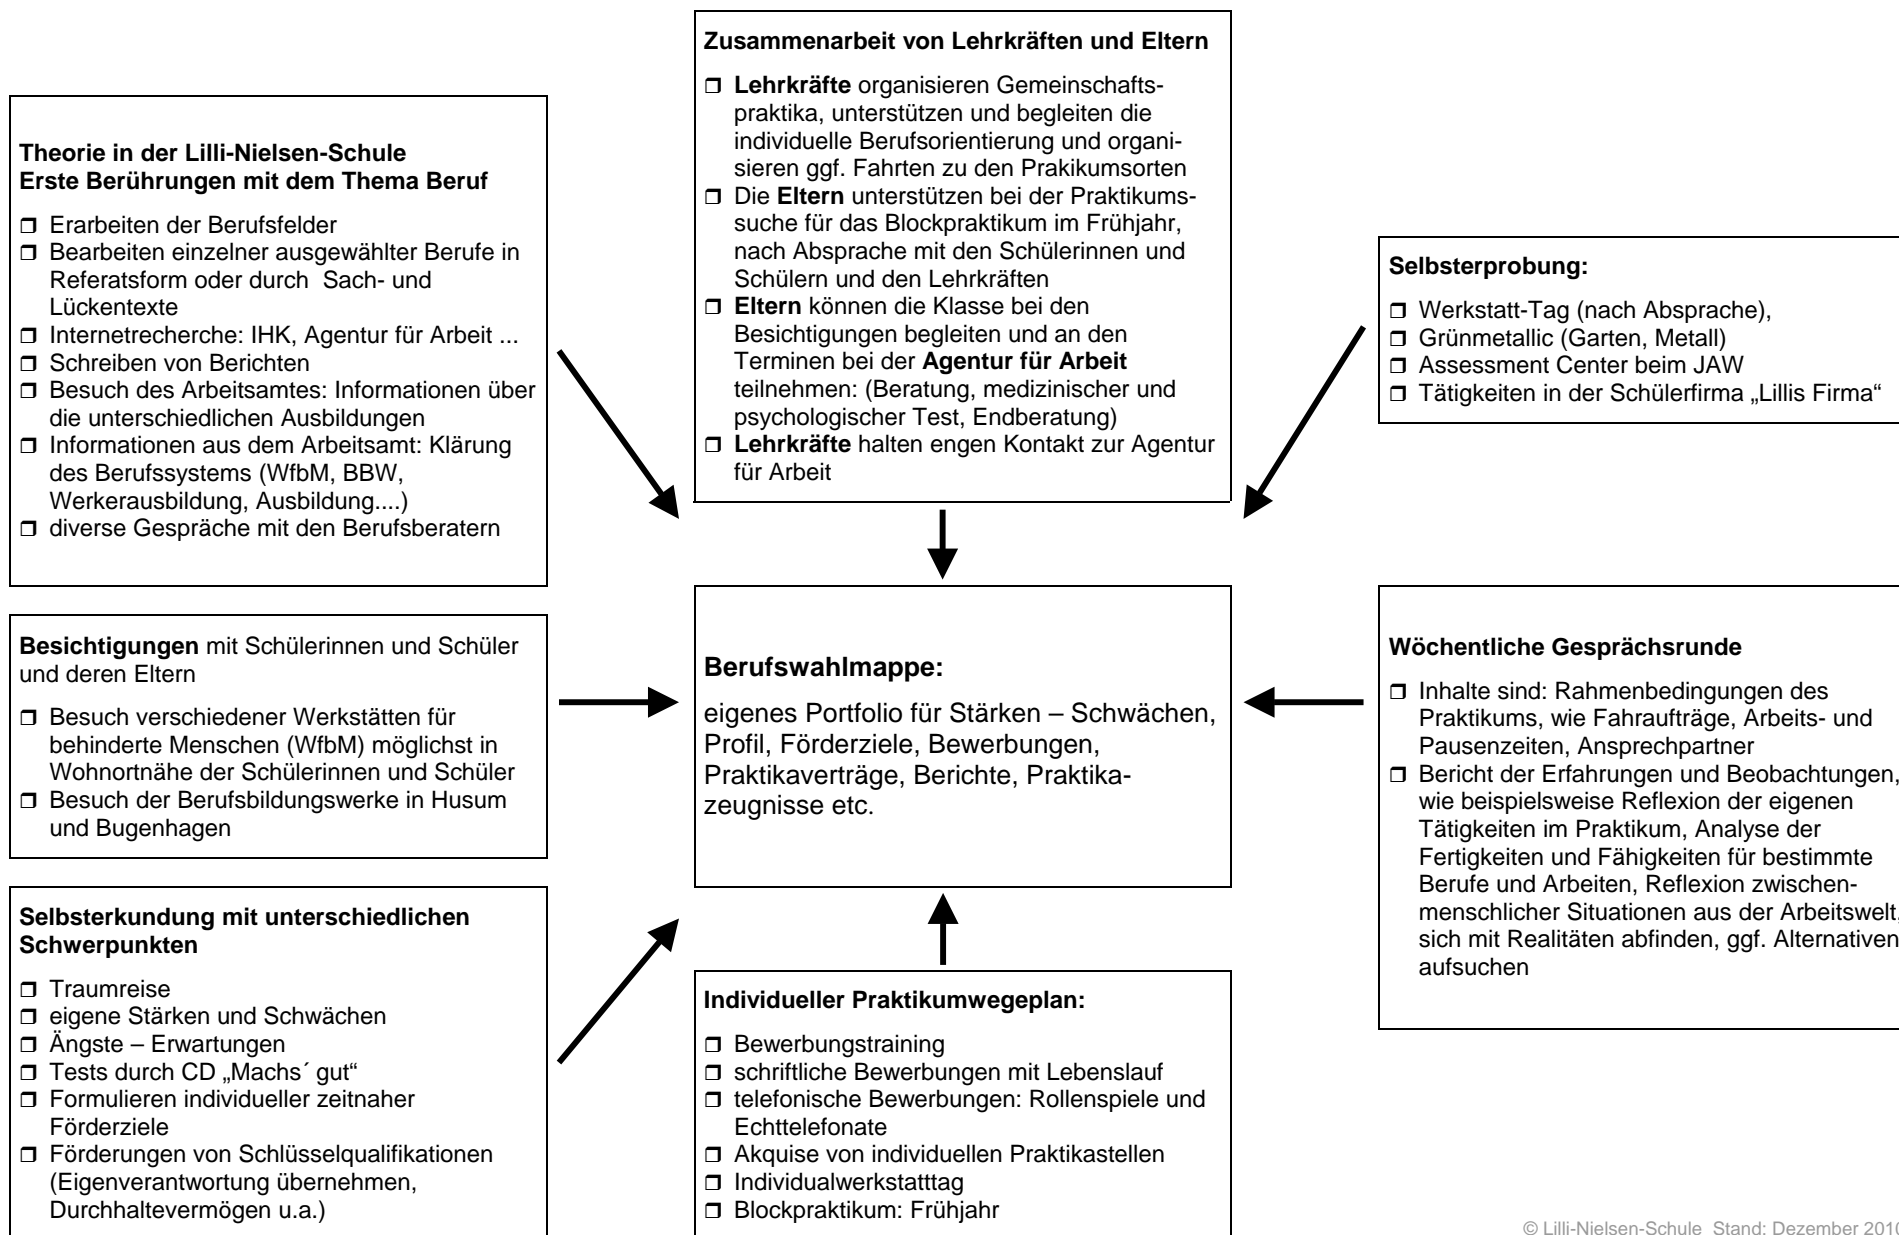 Zusammenarbeit von Lehrkräften und Eltern
❒ Lehrkräfte organisieren Gemeinschafts-
praktika, unterstützen und begleiten die
individuelle Berufsorientierung und organi-
sieren ggf. Fahrten zu den Prakikumsorten
❒ Die Eltern unterstützen bei der Praktikums-
suche für das Blockpraktikum im Frühjahr,
nach Absprache mit den Schülerinnen und
Schülern und den Lehrkräften
❒ Eltern können die Klasse bei den
Besichtigungen begleiten und an den
Terminen bei der Agentur für Arbeit
teilnehmen: (Beratung, medizinischer und
psychologischer Test, Endberatung)
❒ Lehrkräfte halten engen Kontakt zur Agentur
für Arbeit
Theorie in der Lilli-Nielsen-Schule
Erste Berührungen mit dem Thema Beruf
❒ Erarbeiten der Berufsfelder
❒ Bearbeiten einzelner ausgewählter Berufe in
Referatsform oder durch Sach- und
Lückentexte
❒ Internetrecherche: IHK, Agentur für Arbeit ...
❒ Schreiben von Berichten
❒ Besuch des Arbeitsamtes: Informationen über
die unterschiedlichen Ausbildungen
❒ Informationen aus dem Arbeitsamt: Klärung
des Berufssystems (WfbM, BBW,
Werkerausbildung, Ausbildung....)
❒ diverse Gespräche mit den Berufsberatern
Selbsterprobung:
❒ Werkstatt-Tag (nach Absprache),
❒ Grünmetallic (Garten, Metall)
❒ Assessment Center beim JAW
❒ Tätigkeiten in der Schülerfirma „Lillis Firma“
Besichtigungen mit Schülerinnen und Schüler
und deren Eltern
❒ Besuch verschiedener Werkstätten für
behinderte Menschen (WfbM) möglichst in
Wohnortnähe der Schülerinnen und Schüler
❒ Besuch der Berufsbildungswerke in Husum
und Bugenhagen
Berufswahlmappe:
eigenes Portfolio für Stärken – Schwächen,
Profil, Förderziele, Bewerbungen,
Praktikaverträge, Berichte, Praktika-
zeugnisse etc.
Wöchentliche Gesprächsrunde
❒ Inhalte sind: Rahmenbedingungen des
Praktikums, wie Fahraufträge, Arbeits- und
Pausenzeiten, Ansprechpartner
❒ Bericht der Erfahrungen und Beobachtungen,
wie beispielsweise Reflexion der eigenen
Tätigkeiten im Praktikum, Analyse der
Fertigkeiten und Fähigkeiten für bestimmte
Berufe und Arbeiten, Reflexion zwischen-
menschlicher Situationen aus der Arbeitswelt,
sich mit Realitäten abfinden, ggf. Alternativen
aufsuchen
Selbsterkundung mit unterschiedlichen
Schwerpunkten
❒ Traumreise
❒ eigene Stärken und Schwächen
❒ Ängste – Erwartungen
❒ Tests durch CD „Machs´ gut“
❒ Formulieren individueller zeitnaher
Förderziele
❒ Förderungen von Schlüsselqualifikationen
(Eigenverantwortung übernehmen,
Durchhaltevermögen u.a.)
Individueller Praktikumwegeplan:
❒ Bewerbungstraining
❒ schriftliche Bewerbungen mit Lebenslauf
❒ telefonische Bewerbungen: Rollenspiele und
Echttelefonate
❒ Akquise von individuellen Praktikastellen
❒ Individualwerkstatttag
❒ Blockpraktikum: Frühjahr
© Lilli-Nielsen-Schule Stand: Dezember 2010